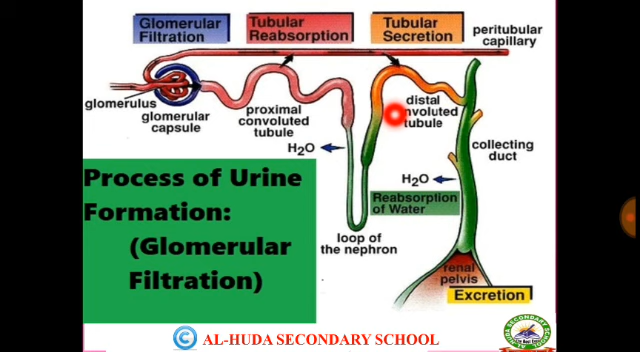 Glomerular
Filtration
Tubular
Reabsorption
Tubular
Secretion
peritubular
capillary
glomerulus
glomerular
capsule
proximal
convoluted
tubule
distal
nvoluted
tubule
H2O
collecting
duct
H2O
Reabsorption
of Water
loop of
the nephron
renal
pelvis
Excretion
Process of Urine
Formation:
(Glomerular
Filtration)
© AL-HUDA SECONDARY SCHOOL